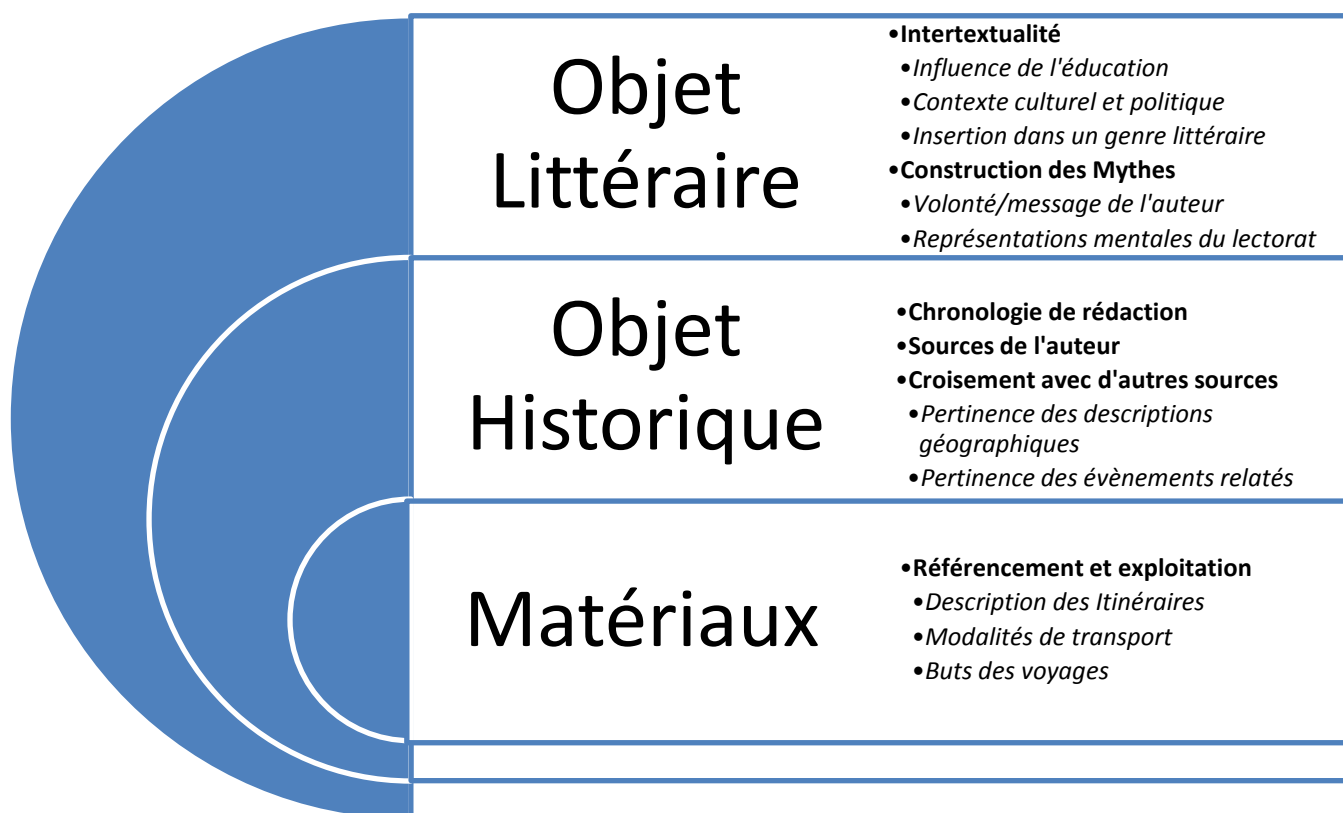 Objet
Littéraire
•Intertextualité
•Influence de l'éducation
•Contexte culturel et politique
•Insertion dans un genre littéraire
•Construction des Mythes
•Volonté/message de l'auteur
•Représentations mentales du lectorat
Objet
Historique
•Chronologie de rédaction
•Sources de l'auteur
•Croisement avec d'autres sources
•Pertinence des descriptions
géographiques
•Pertinence des évènements relatés
Matériaux
•Référencement et exploitation
•Description des Itinéraires
•Modalités de transport
•Buts des voyages